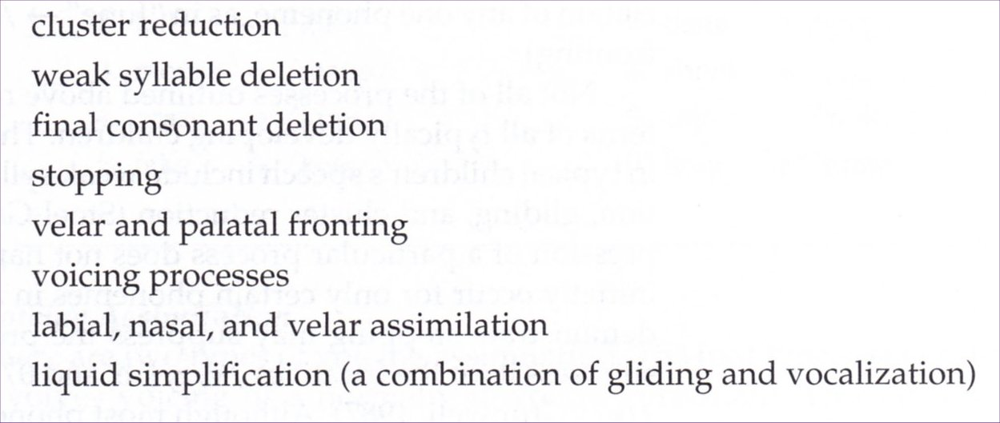 cluster reduction
weak syllable deletion
final consonant deletion
stopping
velar and palatal fronting
voicing processes
labial, nasal, and velar assimilation
liquid simplification (a combination of gliding and vocalization)